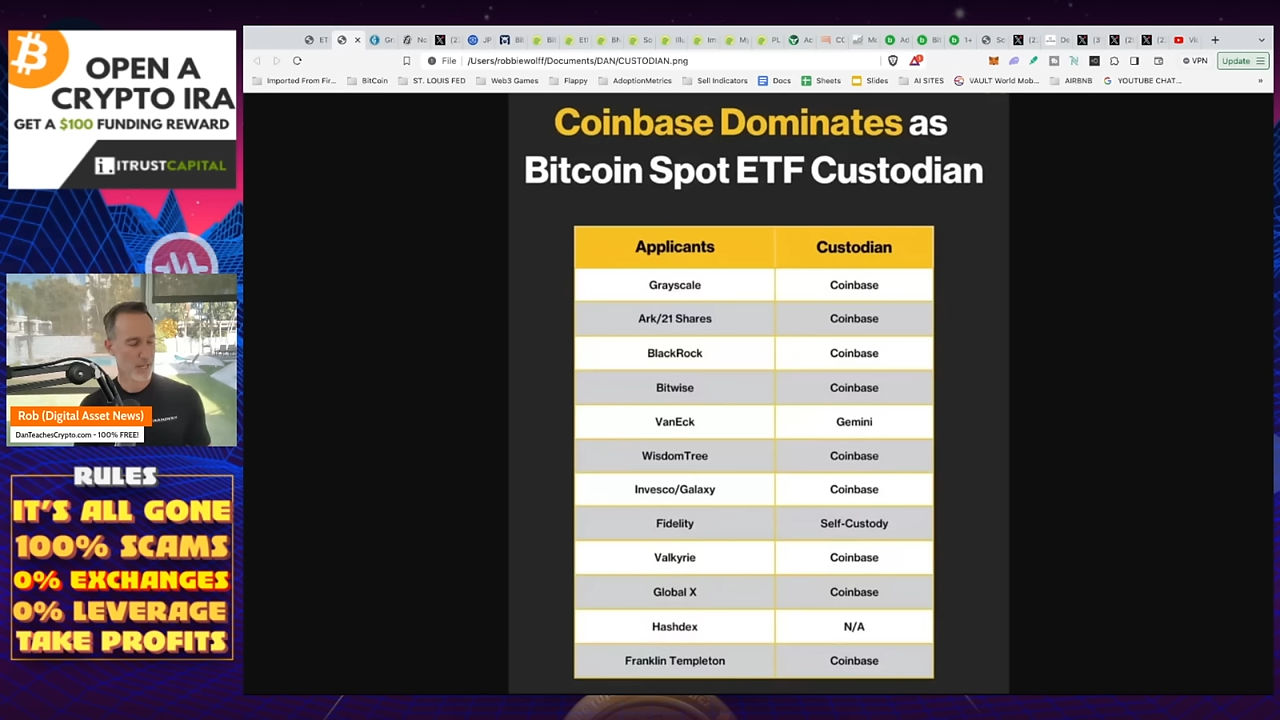 OPEN A
CRYPTO IRA
GET A $100 FUNDING REWARD
ITRUSTCAPITAL
Rob (Digital Asset News)
DanTeachesCrypto.com - 100% FREE!
RULES
IT'S ALL GONE
100% SCAMS
0% EXCHANGES
0% LEVERAGE
TAKE PROFITS
File /Users/robbiewolff/Documents/DAN/CUSTODIAN.png
VPN
Update
Imported From Fir... BitCoin ST. LOUIS FED Web3 Games Flappy AdoptionMetrics Sell Indicators Docs Sheets Slides AI SITES VAULT World Mob... AIRBNB YOUTUBE CHAT... »
Coinbase Dominates as
Bitcoin Spot ETF Custodian
Applicants Custodian
Grayscale Coinbase
Ark/21 Shares Coinbase
BlackRock Coinbase
Bitwise Coinbase
VanEck Gemini
WisdomTree Coinbase
Invesco/Galaxy Coinbase
Fidelity Self-Custody
Valkyrie Coinbase
Global X Coinbase
Hashdex N/A
Franklin Templeton Coinbase